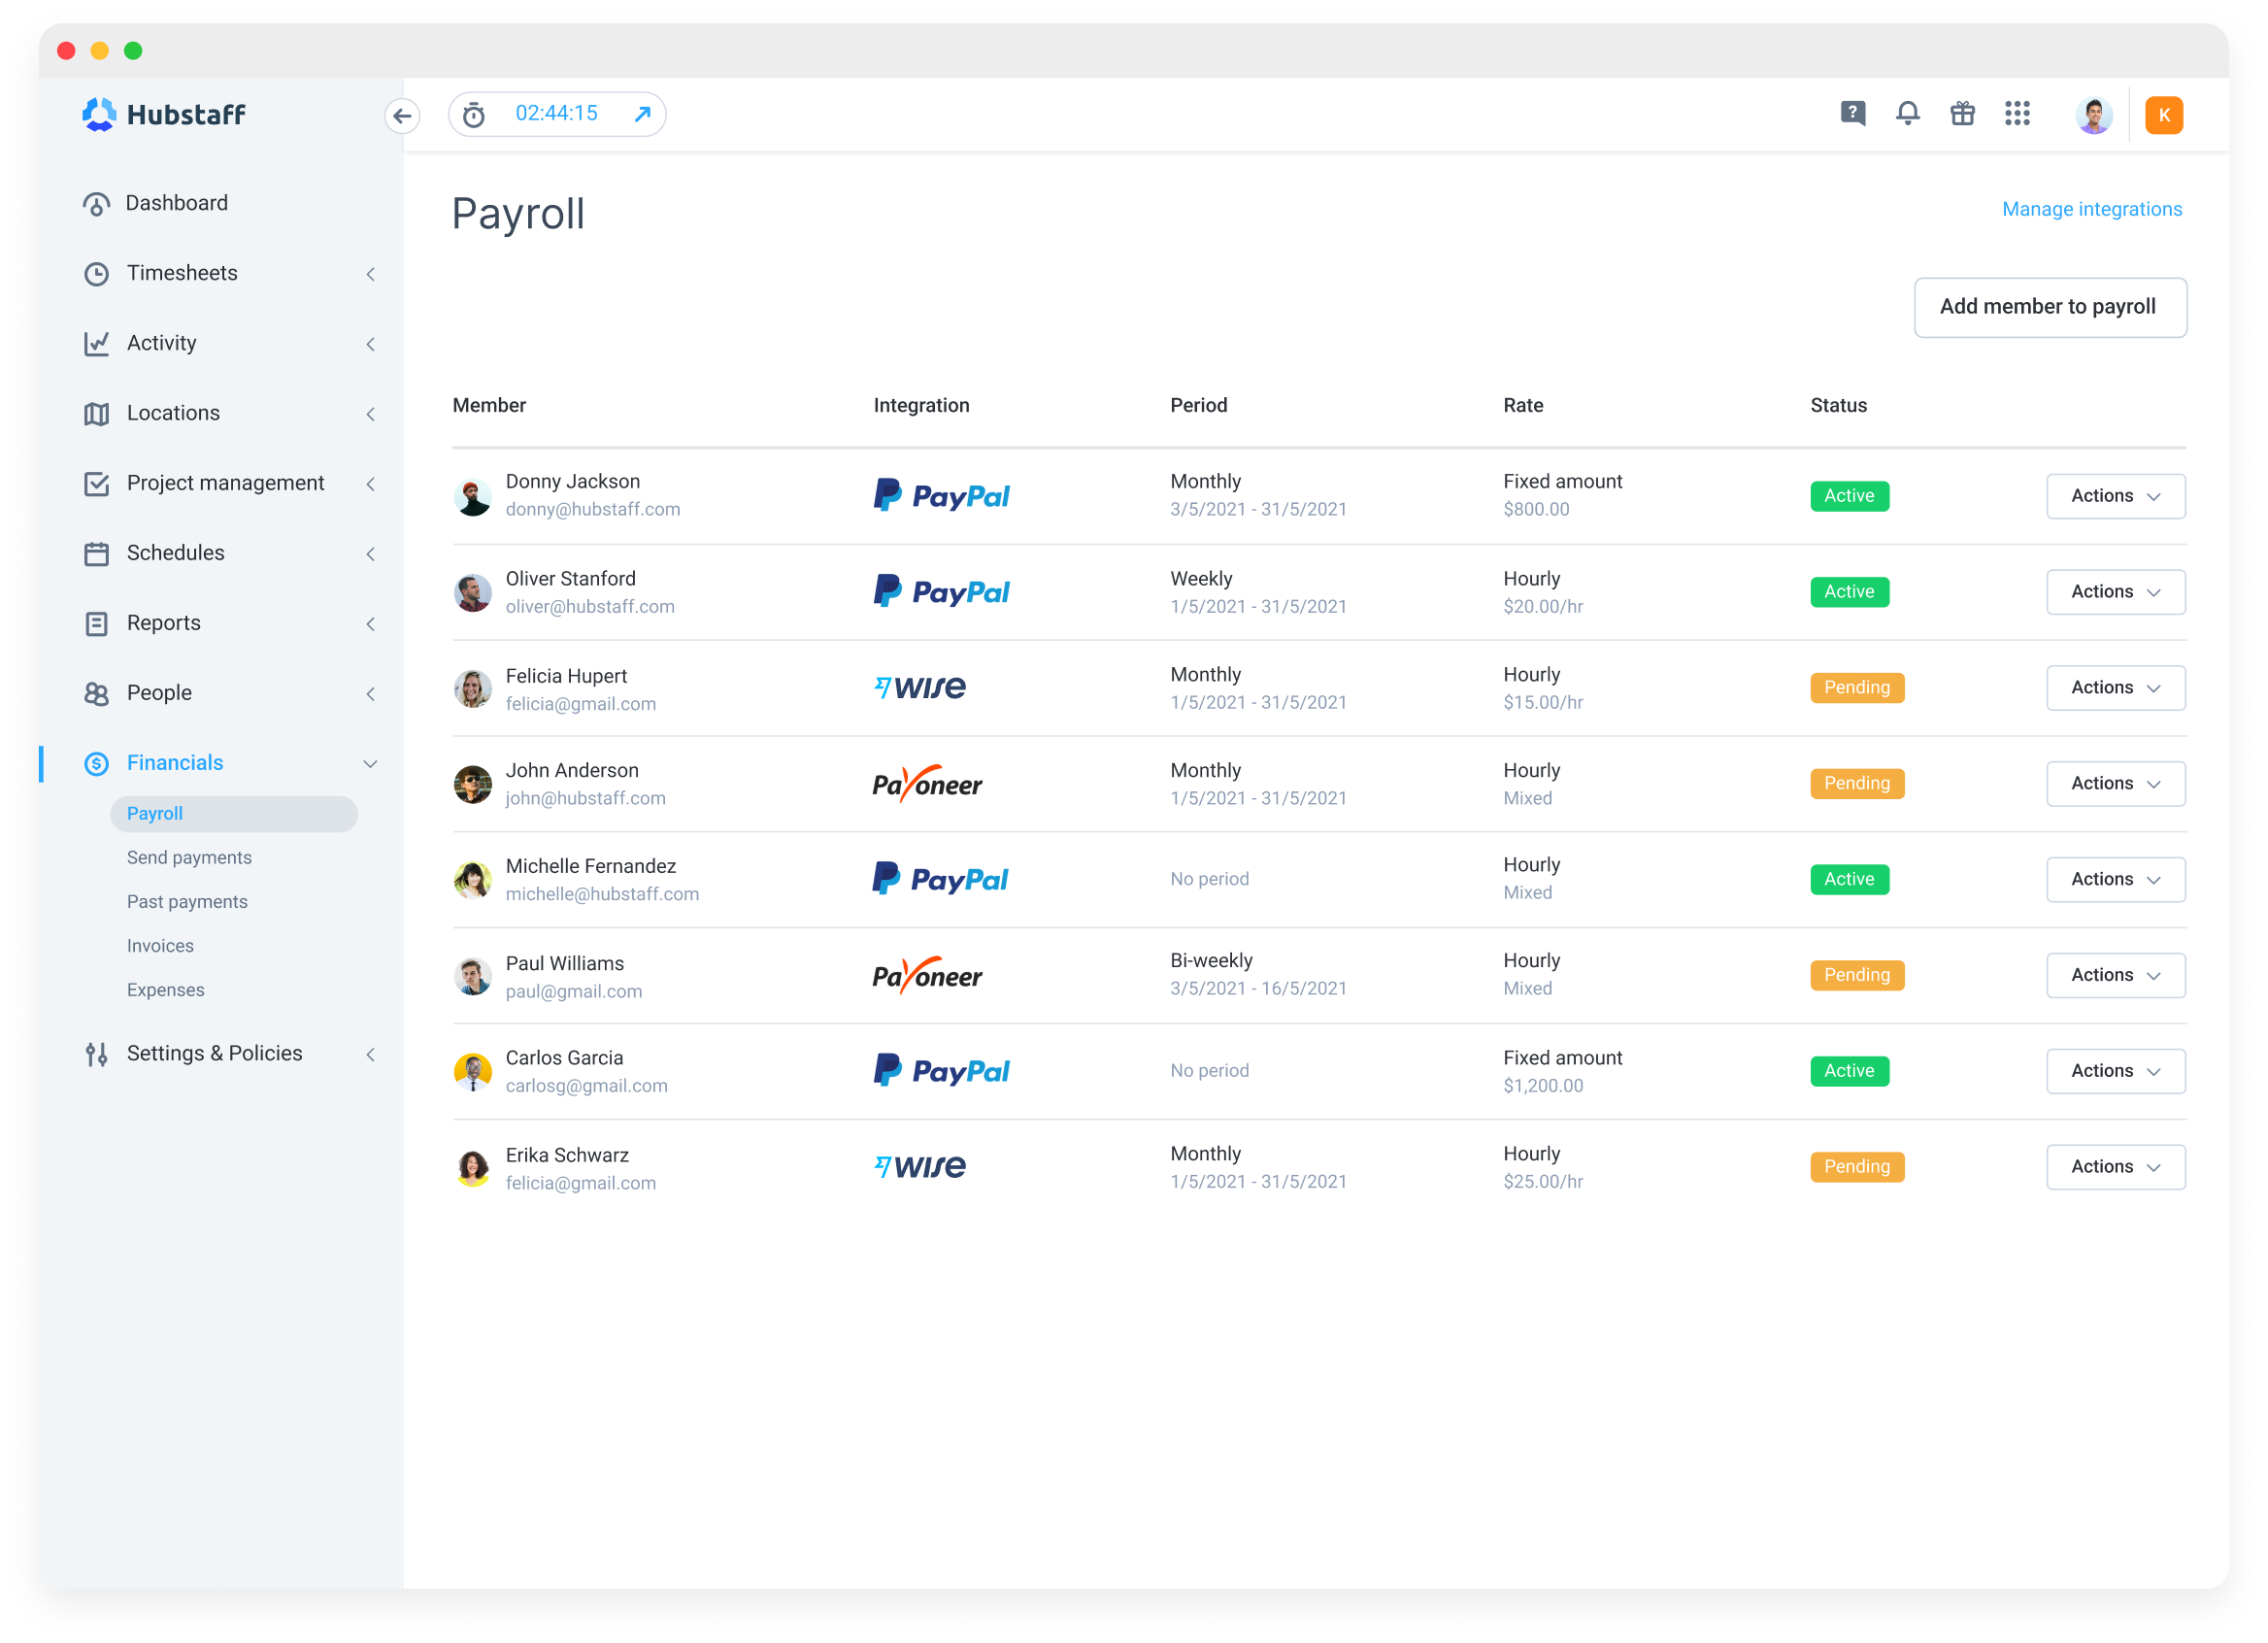 Hubstaff
02:44:15
K
Dashboard
Timesheets
Activity
Locations
Project management
Schedules
Reports
People
Financials
Payroll
Send payments
Past payments
Invoices
Expenses
Settings & Policies
Payroll
Manage integrations
Add member to payroll
Member Integration Period Rate Status
Donny Jackson PayPal Monthly Fixed amount Active Actions
donny@hubstaff.com 3/5/2021 - 31/5/2021 $800.00
Oliver Stanford PayPal Weekly Hourly Active Actions
oliver@hubstaff.com 1/5/2021 - 31/5/2021 $20.00/hr
Felicia Hupert wise Monthly Hourly Pending Actions
felicia@gmail.com 1/5/2021 - 31/5/2021 $15.00/hr
John Anderson Payoneer Monthly Hourly Pending Actions
john@hubstaff.com 1/5/2021 - 31/5/2021 Mixed
Michelle Fernandez PayPal No period Hourly Active Actions
michelle@hubstaff.com Mixed
Paul Williams Payoneer Bi-weekly Hourly Pending Actions
paul@gmail.com 3/5/2021 - 16/5/2021 Mixed
Carlos Garcia PayPal No period Fixed amount Active Actions
carlosg@gmail.com $1,200.00
Erika Schwarz wise Monthly Hourly Pending Actions
felicia@gmail.com 1/5/2021 - 31/5/2021 $25.00/hr